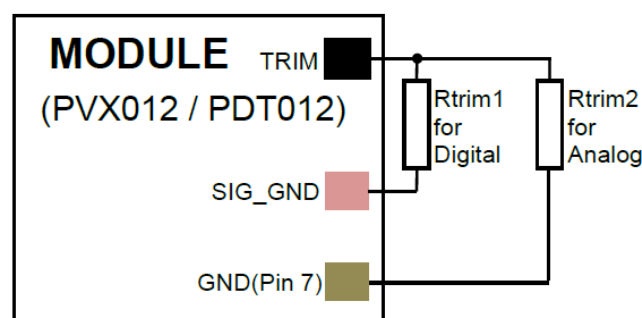 MODULE
TRIM
(PVX012 / PDT012)
Rtrim1
for
Digital
Rtrim2
for
Analog
SIG_GND
GND(Pin 7)